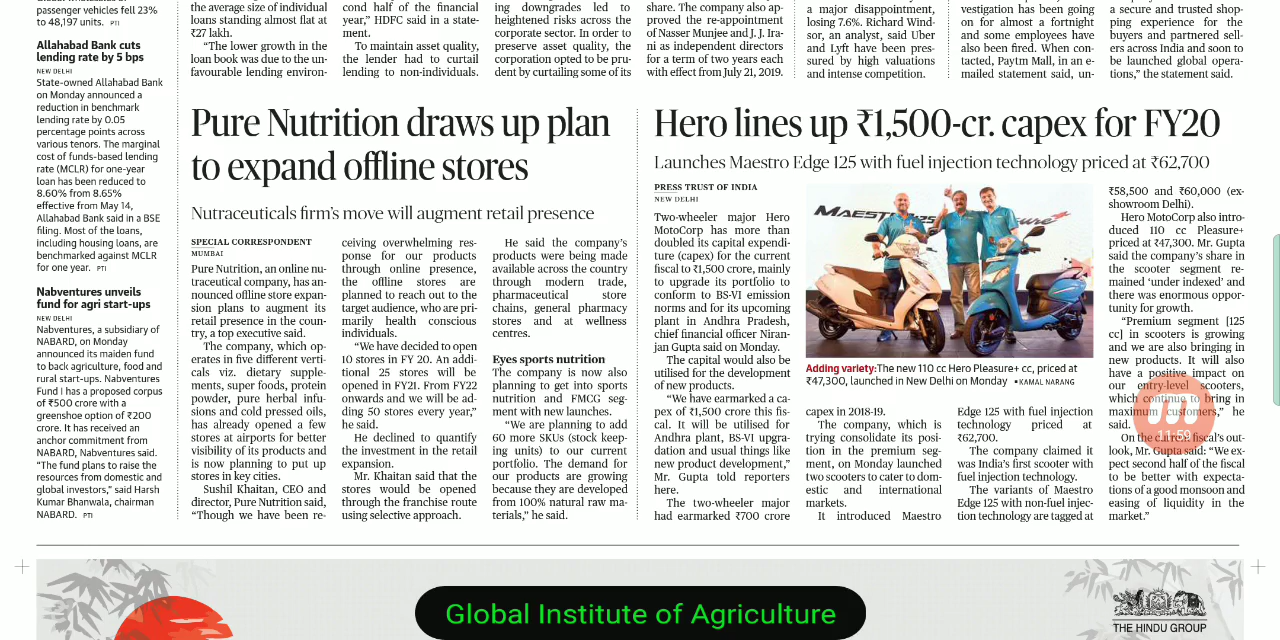 passenger vehicles fell 23%
to 48,197 units. PTI
Allahabad Bank cuts
lending rate by 5 bps
NEW DELHI
State-owned Allahabad Bank
on Monday announced a
reduction in benchmark
lending rate by 0.05
percentage points across
various tenors. The marginal
cost of funds-based lending
rate (MCLR) for one-year
loan has been reduced to
8.60% from 8.65%
effective from May 14,
Allahabad Bank said in a BSE
filing. Most of the loans,
including housing loans, are
benchmarked against MCLR
for one year. PTI
Nabventures unveils
fund for agri start-ups
NEW DELHI
Nabventures, a subsidiary of
NABARD, on Monday
announced its maiden fund
to back agriculture, food and
rural start-ups. Nabventures
Fund I has a proposed corpus
of ₹500 crore with a
greenshoe option of ₹200
crore. It has received an
anchor commitment from
NABARD, Nabventures said.
"The fund plans to raise the
resources from domestic and
global investors," said Harsh
Kumar Bhanwala, chairman
NABARD. PTI
the average size of individual
loans standing almost flat at
₹27 lakh.
"The lower growth in the
loan book was due to the un-
favourable lending environ-
cond half of the financial
year," HDFC said in a state-
ment.
To maintain asset quality,
the lender had to curtail
lending to non-individuals.
ing downgrades led to
heightened risks across the
corporate sector. In order to
preserve asset quality, the
corporation opted to be pru-
dent by curtailing some of its
share. The company also ap-
proved the re-appointment
of Nasser Munjee and J. J. Ira-
ni as independent directors
for a term of two years each
with effect from July 21, 2019.
a major disappointment,
losing 7.6%. Richard Wind-
sor, an analyst, said Uber
and Lyft have been pres-
sured by high valuations
and intense competition.
vestigation has been going
on for almost a fortnight
and some employees have
also been fired. When con-
tacted, Paytm Mall, in an e-
mailed statement said, un-
a secure and trusted shop-
ping experience for the
buyers and partnered sell-
ers across India and soon to
be launched global opera-
tions," the statement said.
Pure Nutrition draws up plan
to expand offline stores
Nutraceuticals firm's move will augment retail presence
SPECIAL CORRESPONDENT
MUMBAI
Pure Nutrition, an online nu-
traceutical company, has an-
nounced offline store expan-
sion plans to augment its
retail presence in the coun-
try, a top executive said.
The company, which op-
erates in five different verti-
cals viz. dietary supple-
ments, super foods, protein
powder, pure herbal infu-
sions and cold pressed oils,
has already opened a few
stores at airports for better
visibility of its products and
is now planning to put up
stores in key cities.
Sushil Khaitan, CEO and
director, Pure Nutrition said,
"Though we have been re-
ceiving overwhelming res-
ponse for our products
through online presence,
the offline stores are
planned to reach out to the
target audience, who are pri-
marily health conscious
individuals.
"We have decided to open
10 stores in FY 20. An addi-
tional 25 stores will be
opened in FY21. From FY22
onwards and we will be ad-
ding 50 stores every year,"
he said.
He declined to quantify
the investment in the retail
expansion.
Mr. Khaitan said that the
stores would be opened
through the franchise route
using selective approach.
He said the company's
products were being made
available across the country
through modern trade,
pharmaceutical store
chains, general pharmacy
stores and at wellness
centres.
Eyes sports nutrition
The company is now also
planning to get into sports
nutrition and FMCG seg-
ment with new launches.
"We are planning to add
60 more SKUs (stock keep-
ing units) to our current
portfolio. The demand for
our products are growing
because they are developed
from 100% natural raw ma-
terials," he said.
Hero lines up ₹1,500-cr. capex for FY20
Launches Maestro Edge 125 with fuel injection technology priced at ₹62,700
PRESS TRUST OF INDIA
NEW DELHI
Two-wheeler major Hero
MotoCorp has more than
doubled its capital expendi-
ture (capex) for the current
fiscal to ₹1,500 crore, mainly
to upgrade its portfolio to
conform to BS-VI emission
norms and for its upcoming
plant in Andhra Pradesh,
chief financial officer Niran-
jan Gupta said on Monday.
The capital would also be
utilised for the development
of new products.
"We have earmarked a ca-
pex of ₹1,500 crore this fis-
cal. It will be utilised for
Andhra plant, BS-VI upgra-
dation and usual things like
new product development,"
Mr. Gupta told reporters
here.
The two-wheeler major
had earmarked ₹700 crore
Adding variety: The new 110 cc Hero Pleasure+ cc, priced at
₹47,300, launched in New Delhi on Monday ▪KAMAL NARANG
capex in 2018-19.
The company, which is
trying consolidate its posi-
tion in the premium seg-
ment, on Monday launched
two scooters to cater to dom-
estic and international
markets.
It introduced Maestro
Edge 125 with fuel injection
technology priced at
₹62,700.
The company claimed it
was India's first scooter with
fuel injection technology.
The variants of Maestro
Edge 125 with non-fuel injec-
tion technology are tagged at
₹58,500 and ₹60,000 (ex-
showroom Delhi).
Hero MotoCorp also intro-
duced 110 cc Pleasure+
priced at ₹47,300. Mr. Gupta
said the company's share in
the scooter segment re-
mained 'under indexed' and
there was enormous oppor-
tunity for growth.
"Premium segment [125
cc] in scooters is growing
and we are also bringing in
new products. It will also
have a positive impact on
our entry-level scooters,
which continue bring in
maximum customers," he
said.
On the current fiscal's out-
look, Mr. Gupta said: "We ex-
pect second half of the fiscal
to be better with expecta-
tions of a good monsoon and
easing of liquidity in the
market."
11:59
Global Institute of Agriculture
THE HINDU GROUP